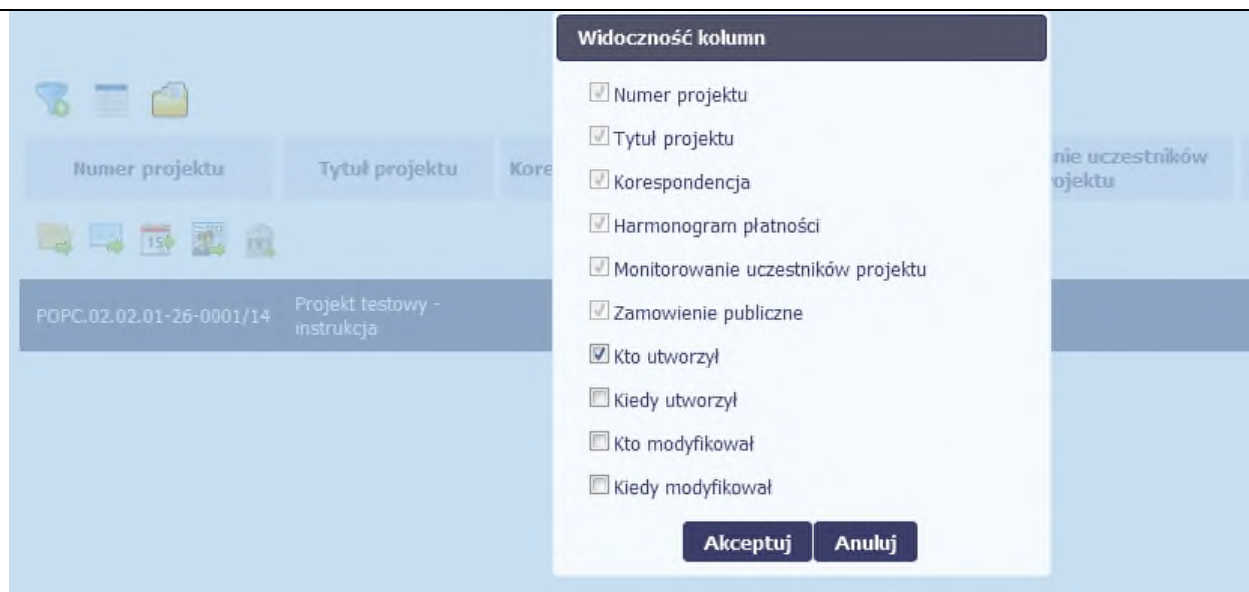 Widoczność kolumn
Numer projektu
Tytuł projektu
Korespondencja
Harmonogram płatności
Monitorowanie uczestników projektu
Zamowienie publiczne
Kto utworzył
Kiedy utworzył
Kto modyfikował
Kiedy modyfikował
Akceptuj Anuluj
Numer projektu Tytuł projektu Kore nie uczestników
ojektu
15
POPC.02.02.01-26-0001/14 Projekt testowy -
instrukcja